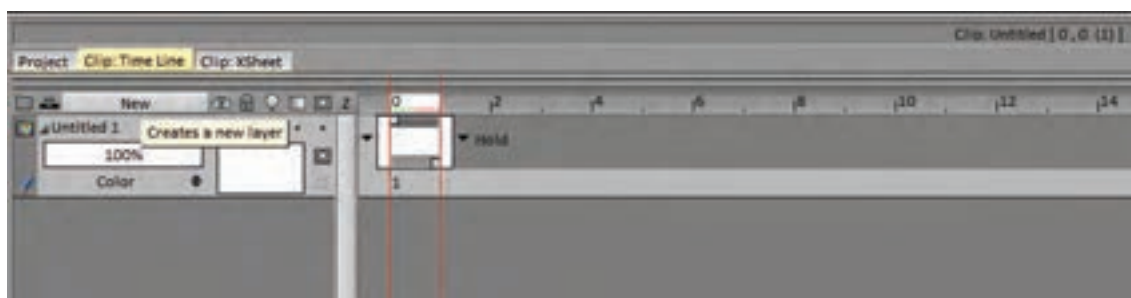 Clip: Untitled | 0 , 0 (1) [
Project Clip: Time Line Clip: XSheet
New Z 0 2 4 6 8 10 12 14
Untitled 1
Creates a new layer
Hold
100%
Color 1